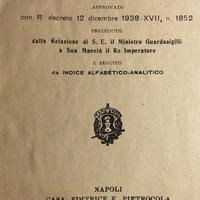 APPROVATO
con R. decreto 12 dicembre 1938-XVII, n. 1852
PRECEDUTO
dalla Relazione di S. E. il Ministro Guardasigilli
a Sua Maestà il Re Imperatore
E SEGUITO
da INDICE ALFABÉTICO-ANALITICO
NAPOLI
CASA EDITRICE E. PIETROCOLA